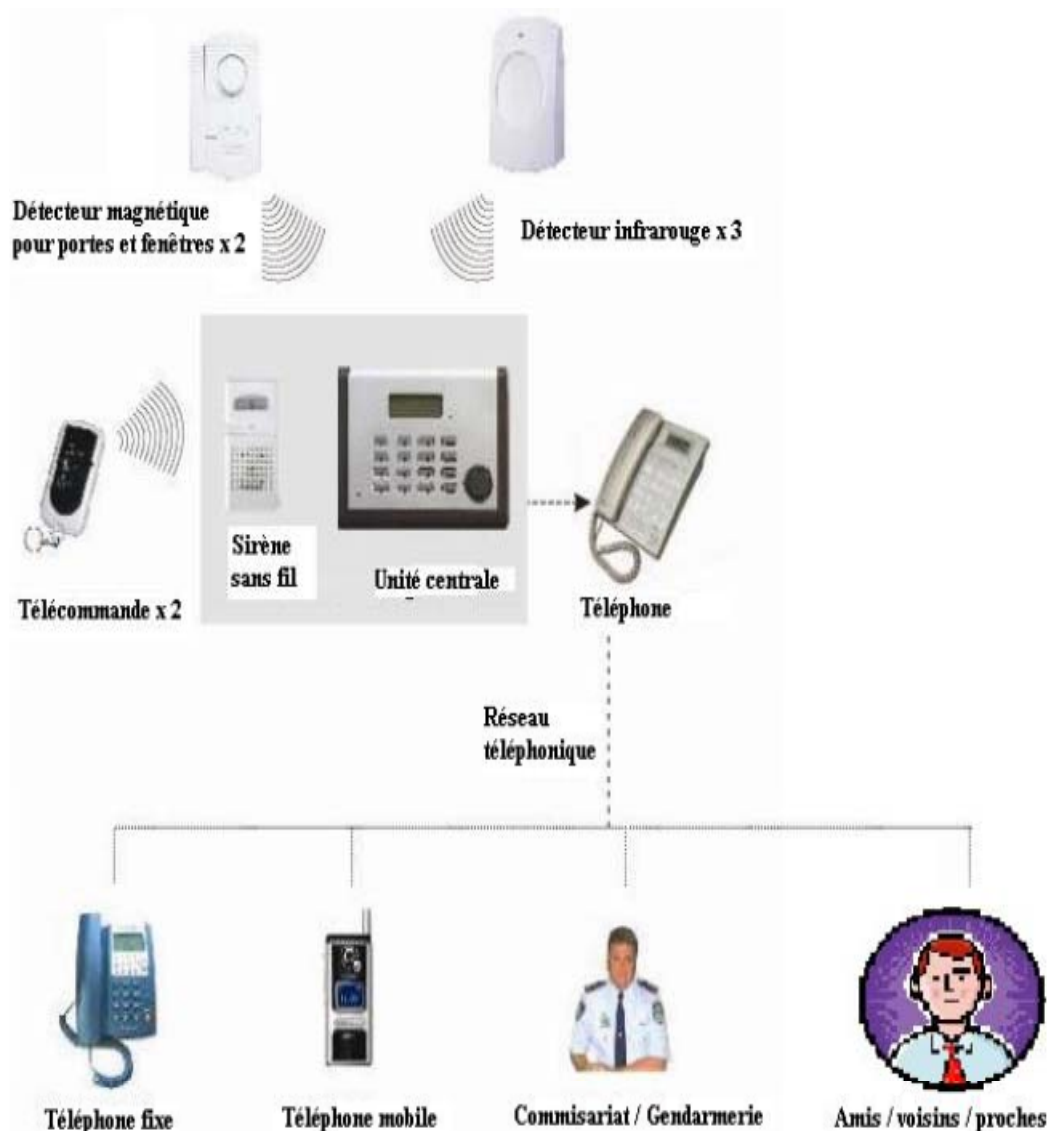 Détecteur magnétique
pour portes et fenêtres x 2
Détecteur infrarouge x 3
Sirène
sans fil
Unité centrale
Télécommande x 2
Téléphone
Réseau
téléphonique
Téléphone fixe
Téléphone mobile
Commisariat / Gendarmerie
Amis / voisins / proches